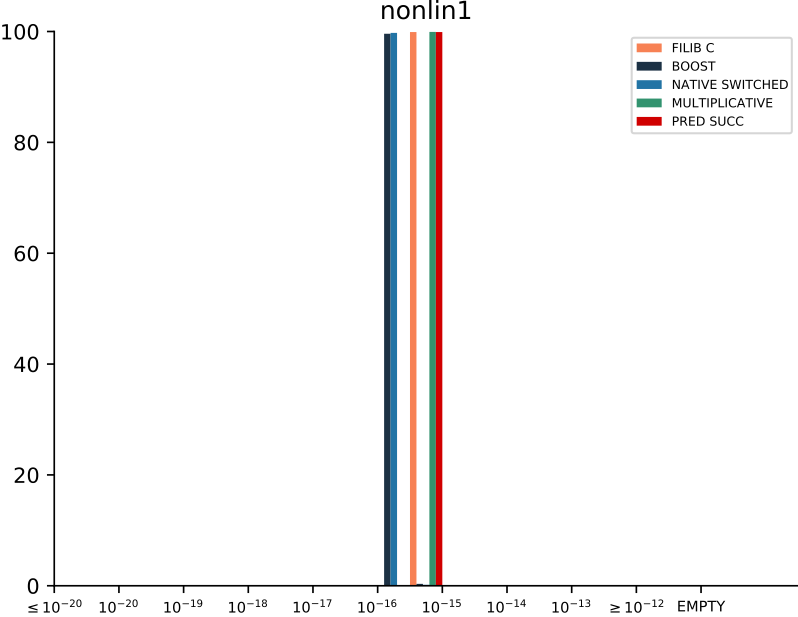 nonlin1
100
80
60
40
20
0
FILIB C
BOOST
NATIVE SWITCHED
MULTIPLICATIVE
PRED SUCC
≤ 10⁻²⁰ 10⁻²⁰ 10⁻¹⁹ 10⁻¹⁸ 10⁻¹⁷ 10⁻¹⁶ 10⁻¹⁵ 10⁻¹⁴ 10⁻¹³ ≥ 10⁻¹² EMPTY